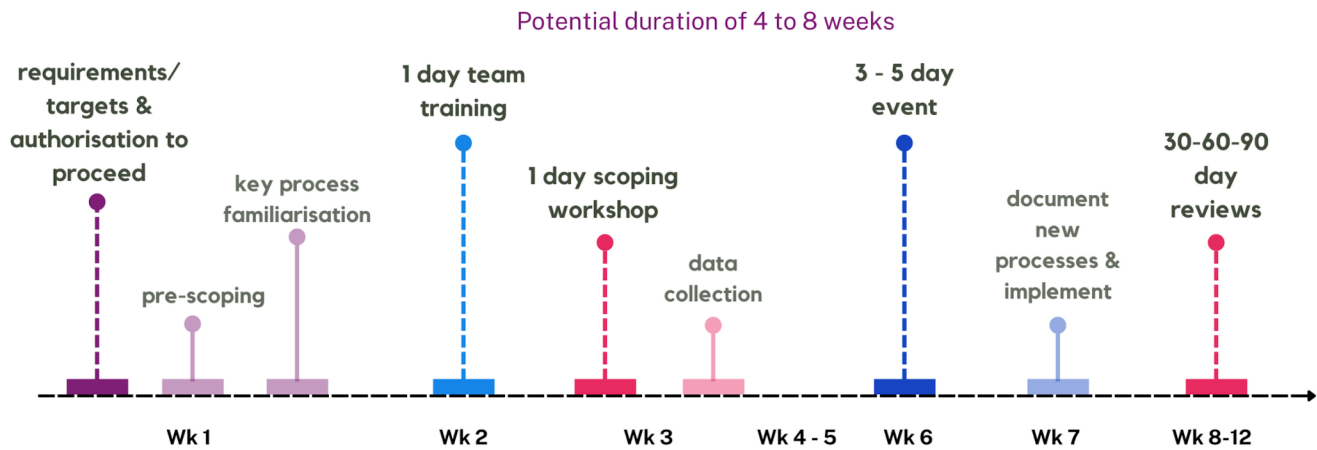 Potential duration of 4 to 8 weeks
requirements/
targets &
authorisation to
proceed
pre-scoping
key process
familiarisation
1 day team
training
1 day scoping
workshop
data
collection
3 - 5 day
event
document
new
processes &
implement
30-60-90
day
reviews
Wk 1
Wk 2
Wk 3
Wk 4 - 5
Wk 6
Wk 7
Wk 8-12